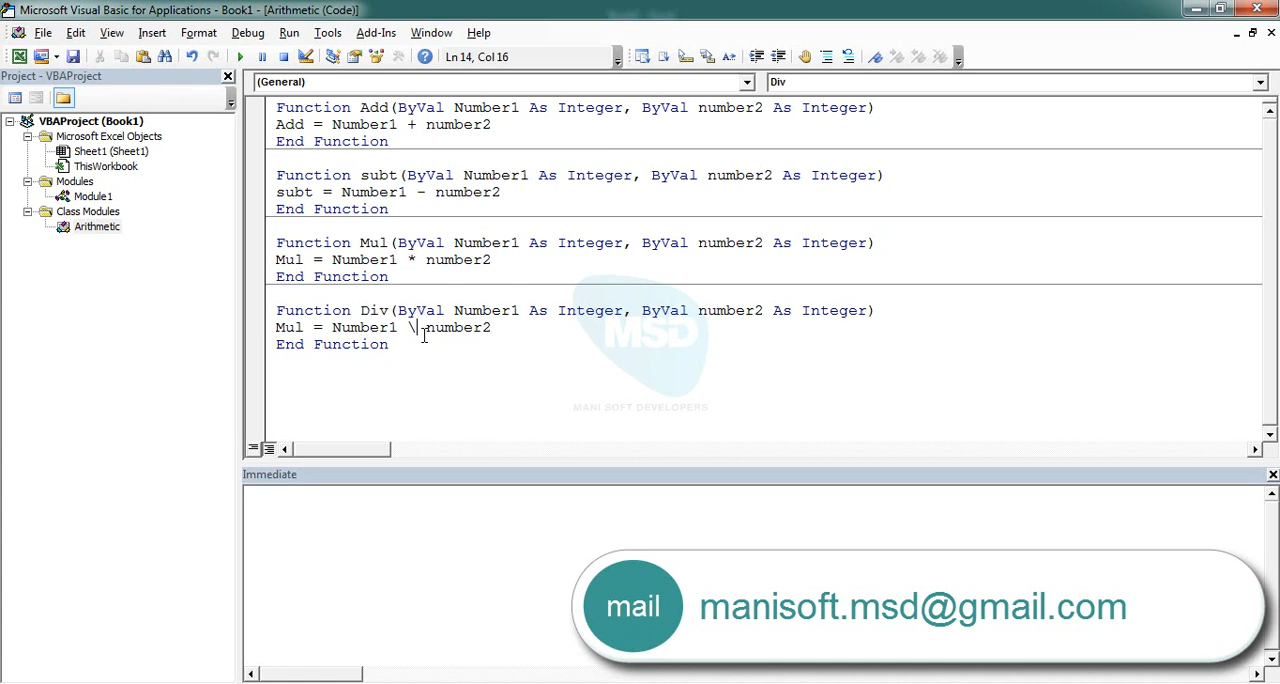 Microsoft Visual Basic for Applications - Book1 - [Arithmetic (Code)]
File Edit View Insert Format Debug Run Tools Add-Ins Window Help
Ln 14, Col 16
Project - VBAProject
(General) Div
VBAProject (Book1)
Microsoft Excel Objects
Sheet1 (Sheet1)
ThisWorkbook
Modules
Module1
Class Modules
Arithmetic
Function Add(ByVal Number1 As Integer, ByVal number2 As Integer)
Add = Number1 + number2
End Function
Function subt(ByVal Number1 As Integer, ByVal number2 As Integer)
subt = Number1 - number2
End Function
Function Mul(ByVal Number1 As Integer, ByVal number2 As Integer)
Mul = Number1 * number2
End Function
Function Div(ByVal Number1 As Integer, ByVal number2 As Integer)
Mul = Number1 \ number2
End Function
MSD
MANI SOFT DEVELOPERS
Immediate
mail manisoft.msd@gmail.com